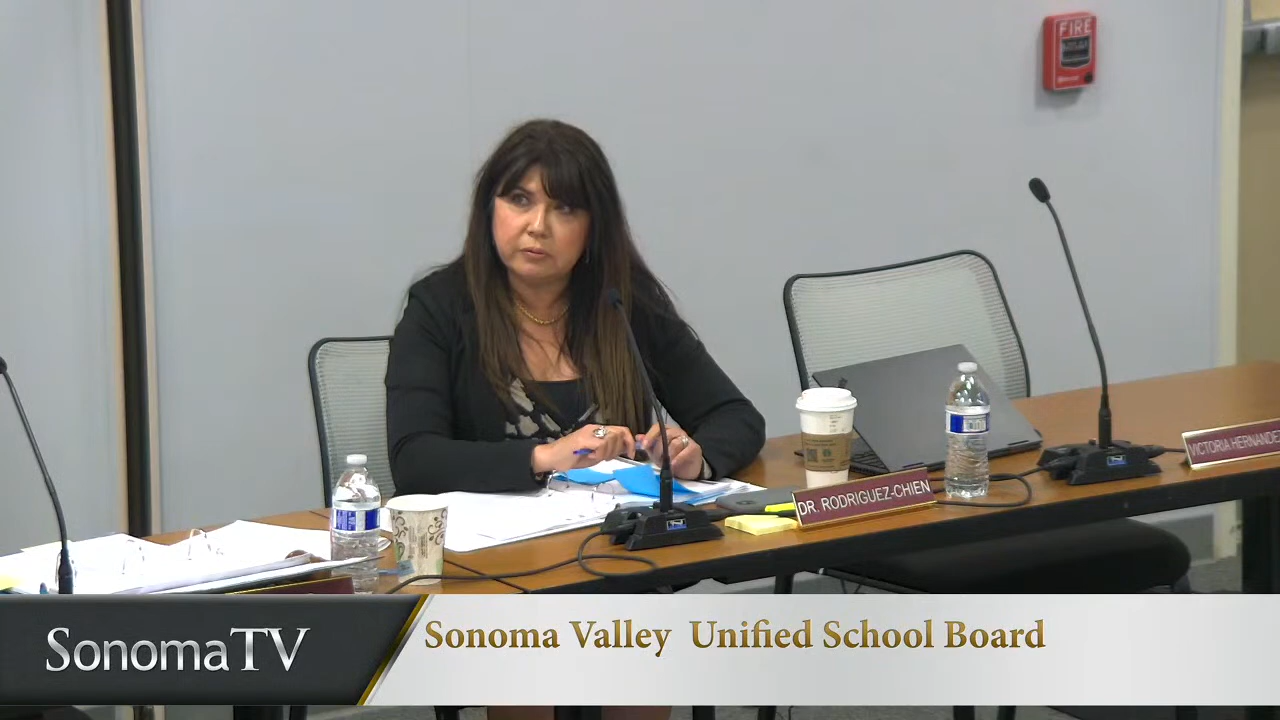 FIRE
VICTORIA HERNANDEZ
DR. RODRIGUEZ-CHIEN
SonomaTV
Sonoma Valley Unified School Board